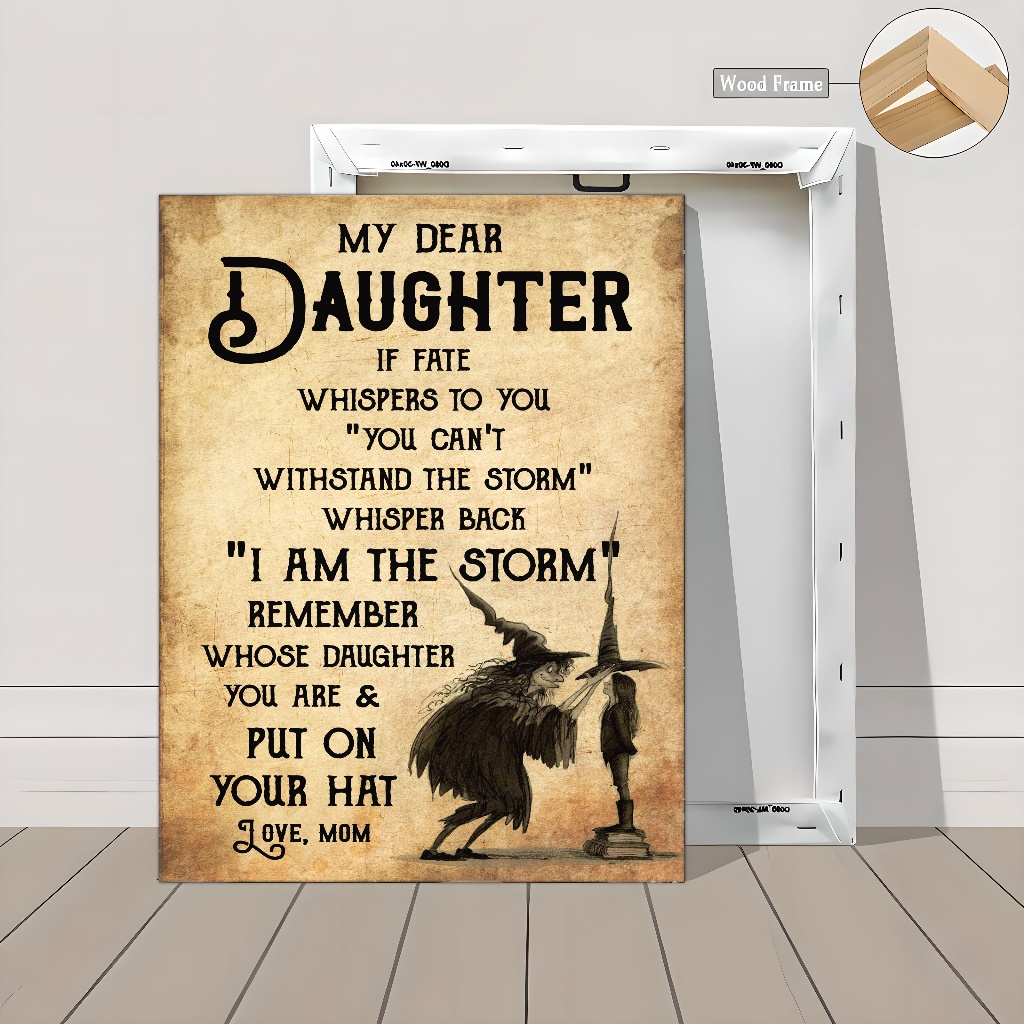 Wood Frame
MY DEAR
DAUGHTER
IF FATE
WHISPERS TO YOU
"YOU CAN'T
WITHSTAND THE STORM"
WHISPER BACK
"I AM THE STORM"
REMEMBER
WHOSE DAUGHTER
YOU ARE &
PUT ON
YOUR HAT
LOVE, MOM